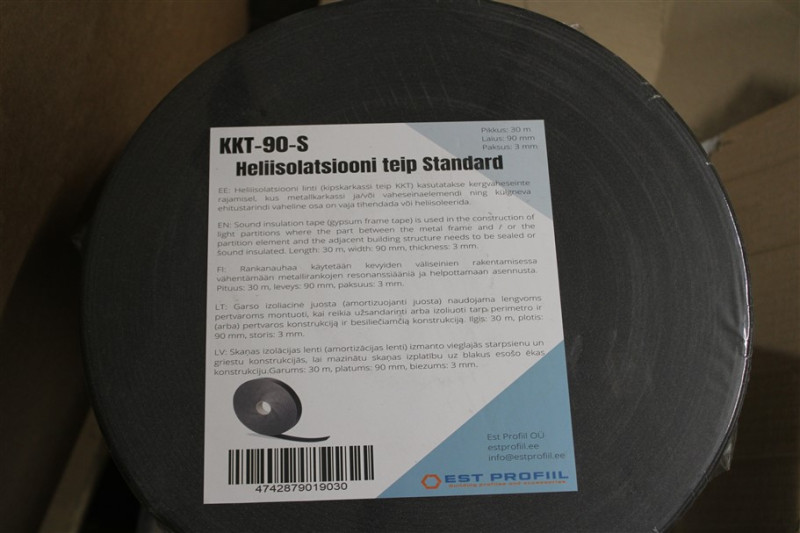 KKT-90-S
Heliisolatsiooni teip Standard
Pikkus: 30 m
Laius: 90 mm
Paksus: 3 mm
EE: Heliisolatsiooni linti (kipskarkassi teip KKT) kasutatakse kergvaheseinte
rajamisel, kus metallkarkassi ja/või vaheseinaelemendi ning külgneva
ehitustarindi vaheline osa on vaja tihendada või heliisoleerida.
EN: Sound insulation tape (gypsum frame tape) is used in the construction of
light partitions where the part between the metal frame and / or the
partition element and the adjacent building structure needs to be sealed or
sound insulated. Length: 30 m, width: 90 mm, thickness: 3 mm.
FI: Rankanauhaa käytetään kevyiden väliseinien rakentamisessa
vähentämään metallirankojen resonanssiääniä ja helpottamaan asennusta.
Pituus: 30 m, leveys: 90 mm, paksuus: 3 mm.
LT: Garso izoliacinė juosta (amortizuojanti juosta) naudojama lengvoms
pertvaroms montuoti, kai reikia užsandarinti arba izoliuoti tarp perimetro ir
(arba) pertvaros konstrukciją ir besiliečiamčią konstrukciją. Ilgis: 30 m, plotis:
90 mm, storis: 3 mm.
LV: Skaņas izolācijas lenti (amortizācijas lenti) izmanto vieglajās starpsienu un
griestu konstrukcijās, lai mazinātu skaņas izplatību uz blakus esošo ēkas
konstrukciju.Garums: 30 m, platums: 90 mm, biezums: 3 mm.
Est Profiil OÜ
estprofiil.ee
info@estprofiil.ee
EST PROFIIL
4742879019030